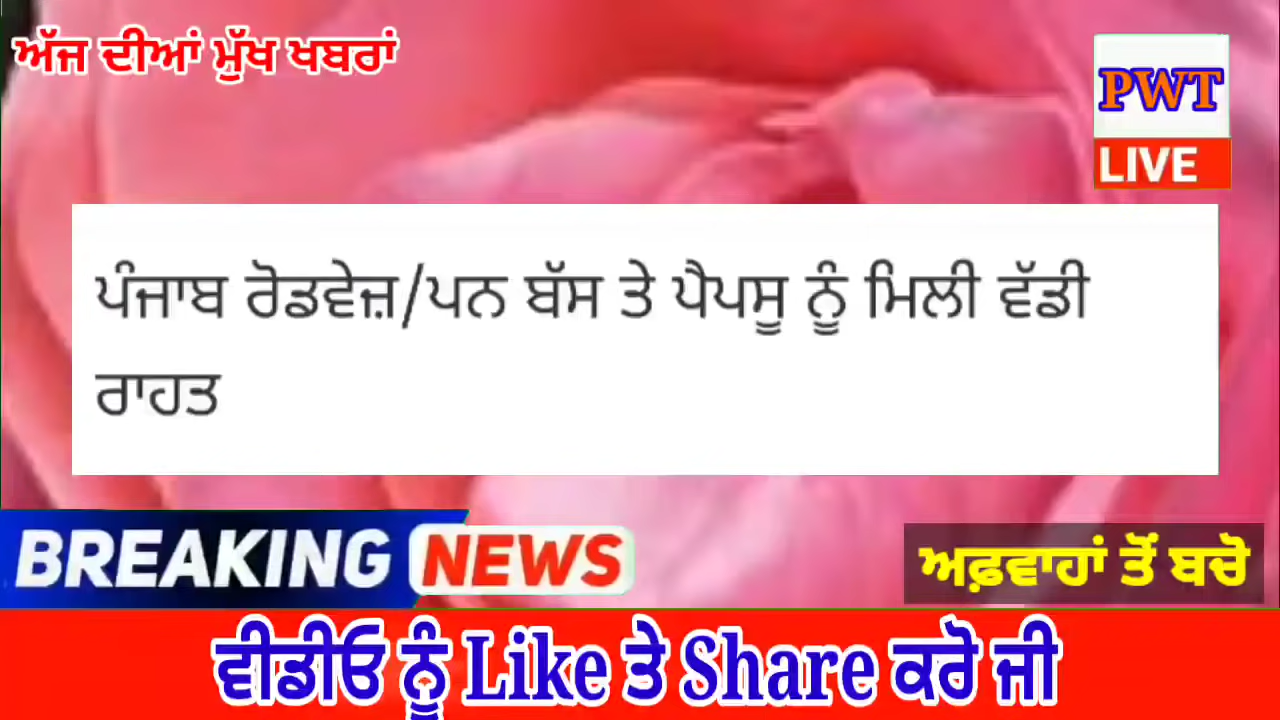 ਅੱਜ ਦੀਆਂ ਮੁੱਖ ਖਬਰਾਂ
PWT
LIVE
ਪੰਜਾਬ ਰੋਡਵੇਜ਼/ਪਨ ਬੱਸ ਤੇ ਪੈਪਸੂ ਨੂੰ ਮਿਲੀ ਵੱਡੀ
ਰਾਹਤ
BREAKING NEWS
ਅਫ਼ਵਾਹਾਂ ਤੋਂ ਬਚੋ
ਵੀਡੀਓ ਨੂੰ Like ਤੇ Share ਕਰੋ ਜੀ